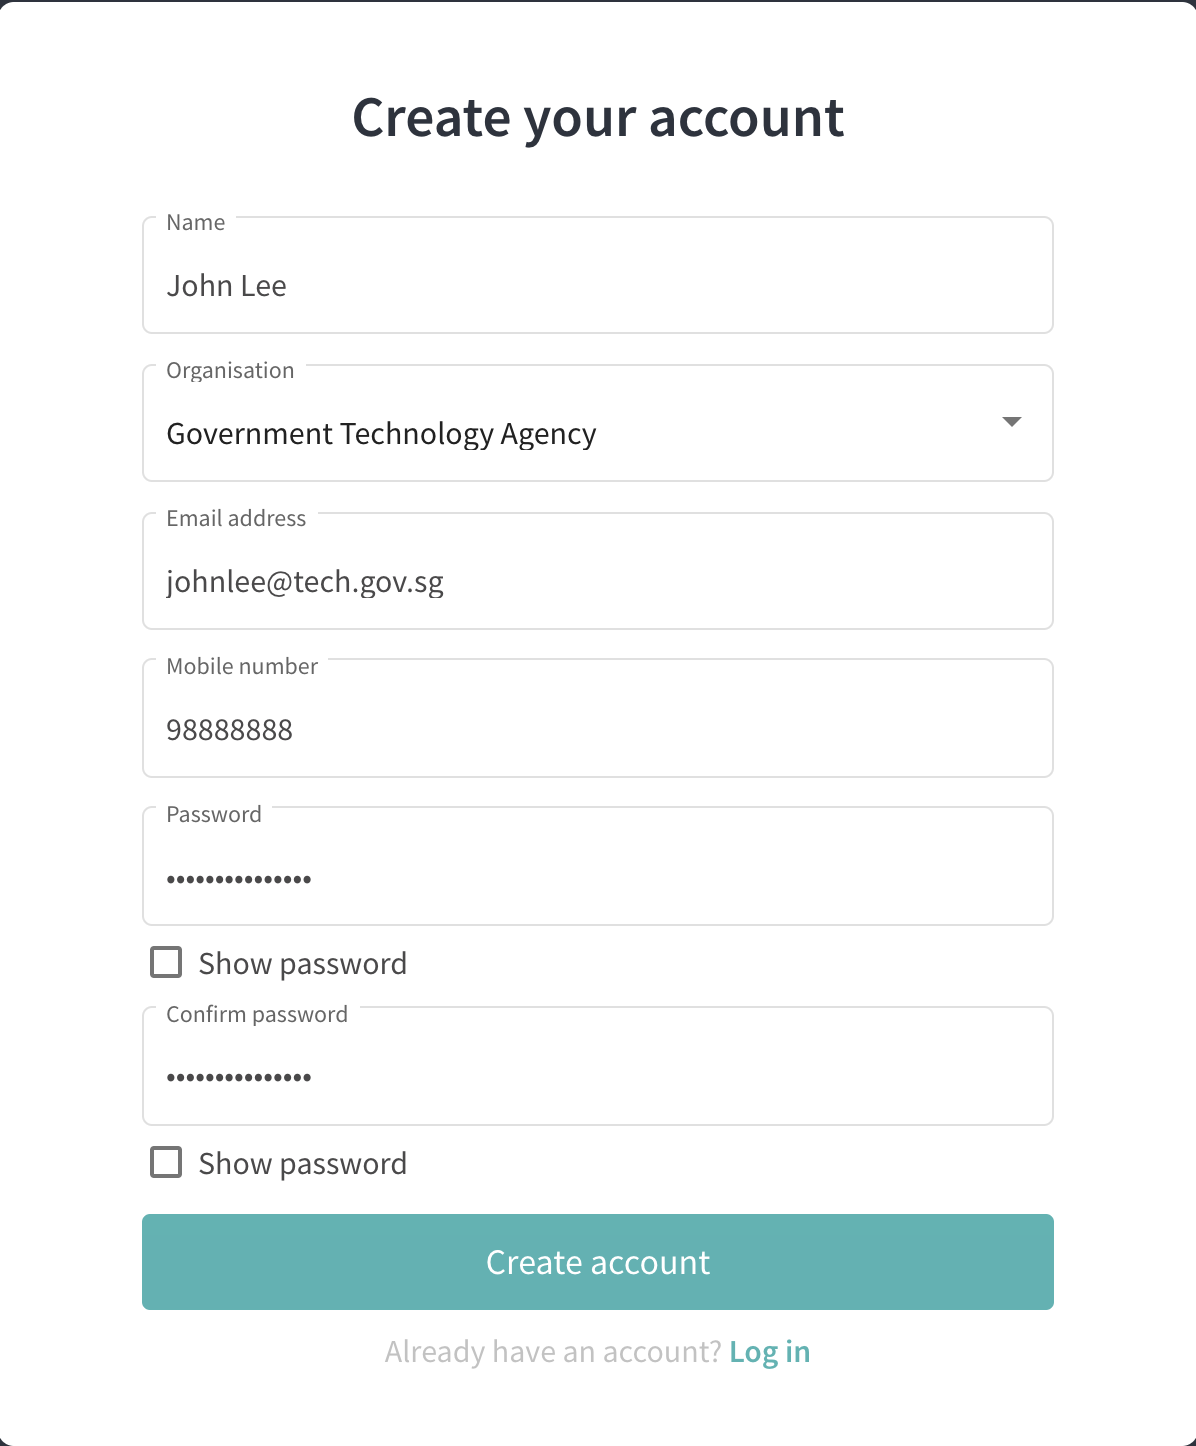 Create your account
Name
John Lee
Organisation
Government Technology Agency
Email address
johnlee@tech.gov.sg
Mobile number
98888888
Password
•••••••••••••••
Show password
Confirm password
•••••••••••••••
Show password
Create account
Already have an account? Log in